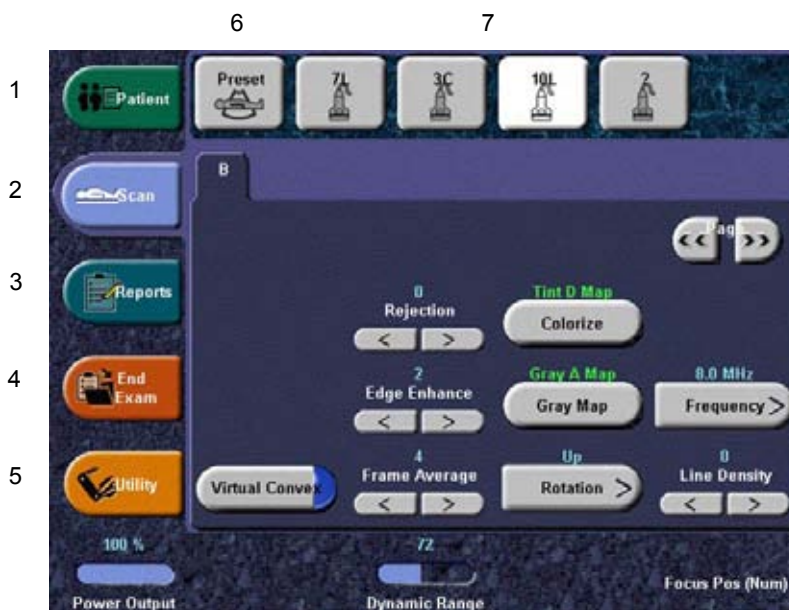 6 7
1 Patient Preset 7L 3C 10L 2
2 Scan B
Page
<< >>
3 Reports 0 Tint D Map
Rejection Colorize
< >
4 End Exam 2 Gray A Map 8.0 MHz
Edge Enhance Gray Map Frequency >
< >
5 Utility 4 Up 0
Virtual Convex Frame Average Rotation > Line Density
< > < >
100 % 72
Power Output Dynamic Range Focus Pos (Num)